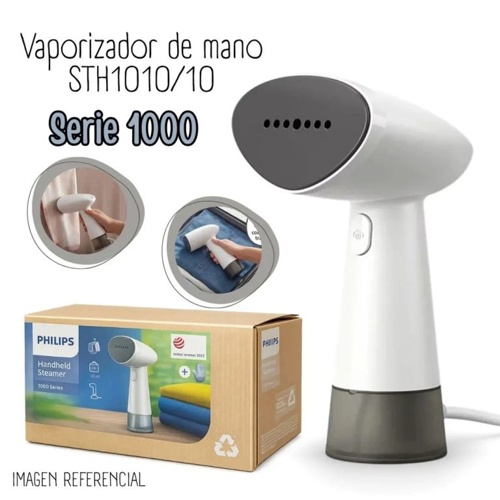 Vaporizador de mano
STH1010/10
Serie 1000
PHILIPS
Handheld
Steamer
1000 Series
PHILIPS
IMAGEN REFERENCIAL